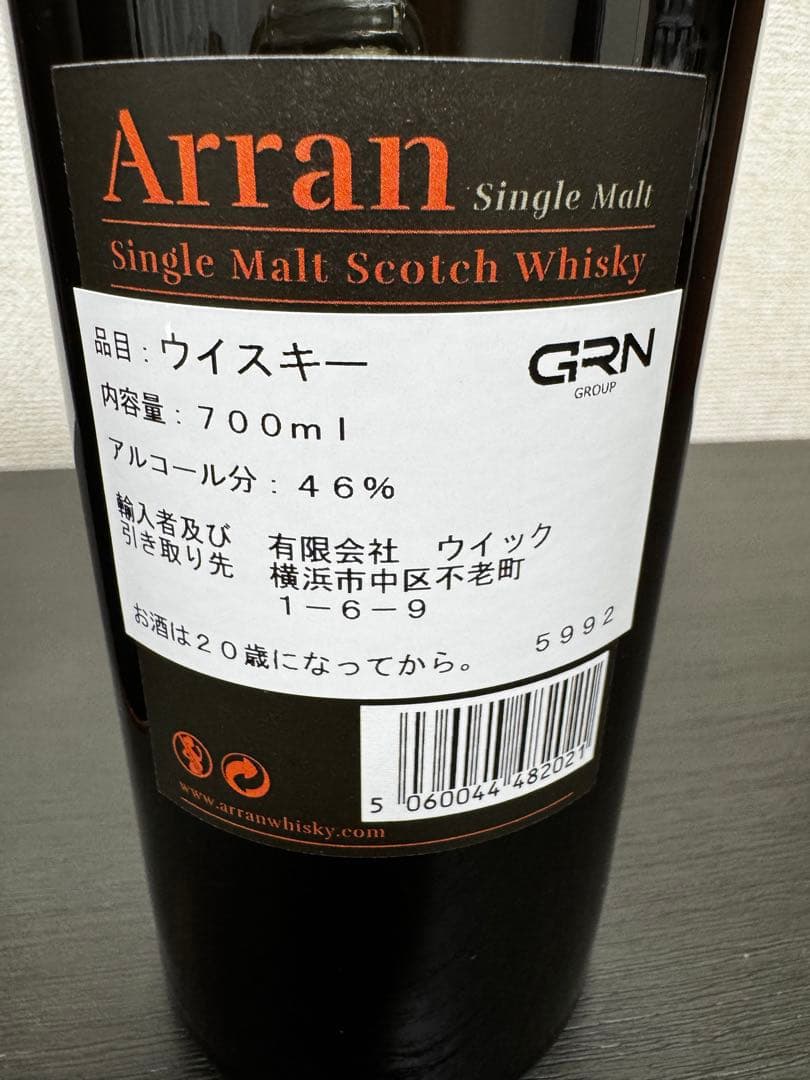 Arran Single Malt
Single Malt Scotch Whisky
品目：ウイスキー
GRN
GROUP
内容量：７００ｍｌ
アルコール分：４６％
輸入者及び
引き取り先
有限会社　ウイック
横浜市中区不老町
１－６－９
お酒は２０歳になってから。
５９９２
5 060044 482021
www.arranwhisky.com